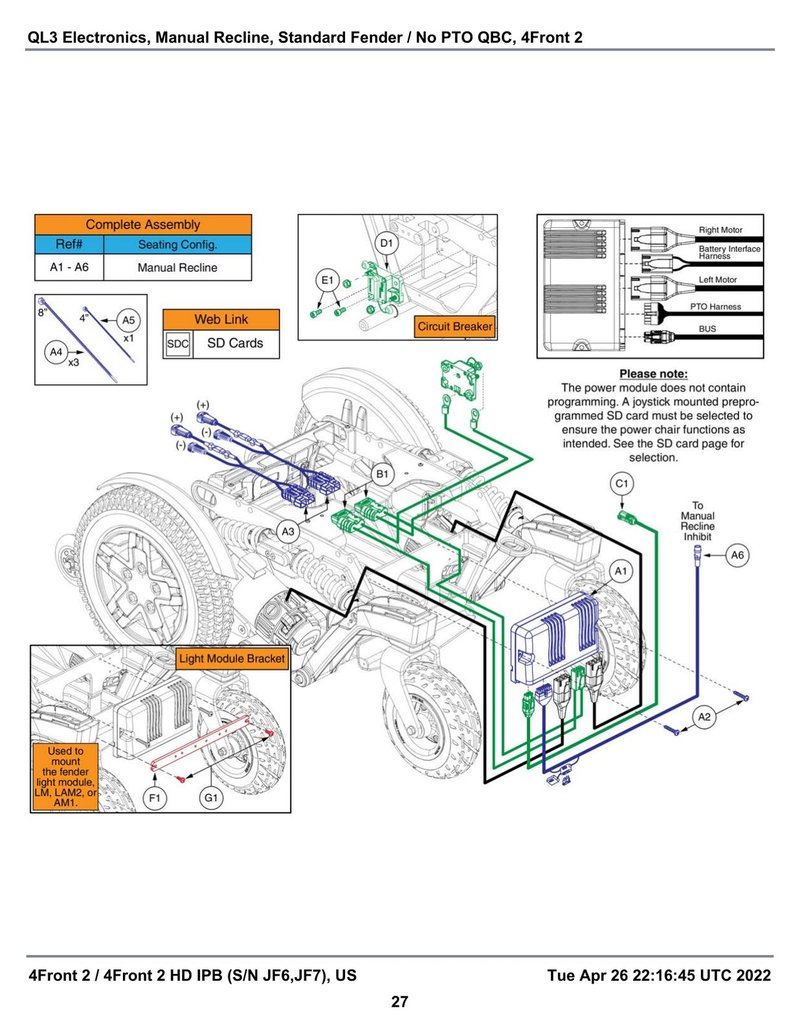 QL3 Electronics, Manual Recline, Standard Fender / No PTO QBC, 4Front 2
Complete Assembly
Ref#
Seating Config.
A1 - A6
Manual Recline
8"
4"
A5
x1
A4
x3
Web Link
SDC
SD Cards
D1
E1
Circuit Breaker
Right Motor
Battery Interface
Harness
Left Motor
PTO Harness
BUS
Please note:
The power module does not contain
programming. A joystick mounted prepro-
grammed SD card must be selected to
ensure the power chair functions as
intended. See the SD card page for
selection.
(+)
(+)
(-)
(-)
B1
A3
C1
To
Manual
Recline
Inhibit
A6
A1
A2
Light Module Bracket
Used to
mount
the fender
light module,
LM, LAM2, or
AM1.
F1
G1
4Front 2 / 4Front 2 HD IPB (S/N JF6,JF7), US
Tue Apr 26 22:16:45 UTC 2022
27